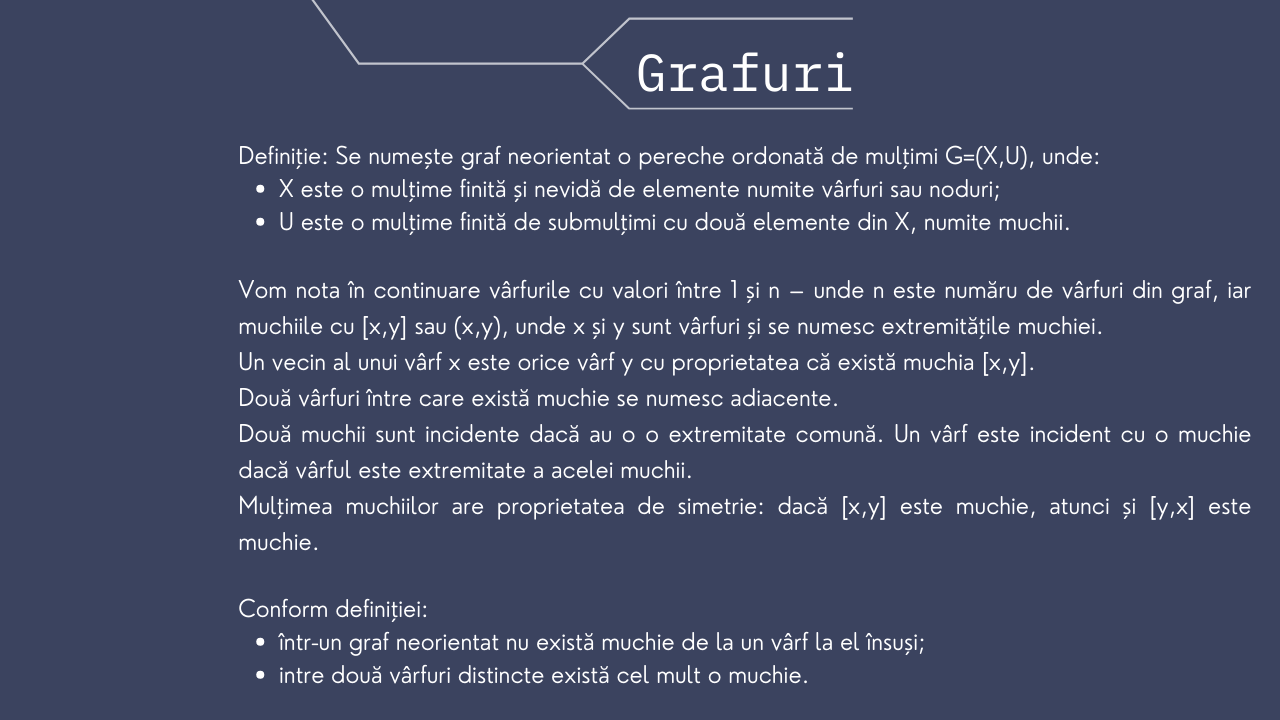 Grafuri
Definiție: Se numește graf neorientat o pereche ordonată de mulțimi G=(X,U), unde:
• X este o mulțime finită și nevidă de elemente numite vârfuri sau noduri;
• U este o mulțime finită de submulțimi cu două elemente din X, numite muchii.
Vom nota în continuare vârfurile cu valori între 1 și n – unde n este număru de vârfuri din graf, iar
muchiile cu [x,y] sau (x,y), unde x și y sunt vârfuri și se numesc extremitățile muchiei.
Un vecin al unui vârf x este orice vârf y cu proprietatea că există muchia [x,y].
Două vârfuri între care există muchie se numesc adiacente.
Două muchii sunt incidente dacă au o o extremitate comună. Un vârf este incident cu o muchie
dacă vârful este extremitate a acelei muchii.
Mulțimea muchiilor are proprietatea de simetrie: dacă [x,y] este muchie, atunci și [y,x] este
muchie.
Conform definiției:
• într-un graf neorientat nu există muchie de la un vârf la el însuși;
• intre două vârfuri distincte există cel mult o muchie.